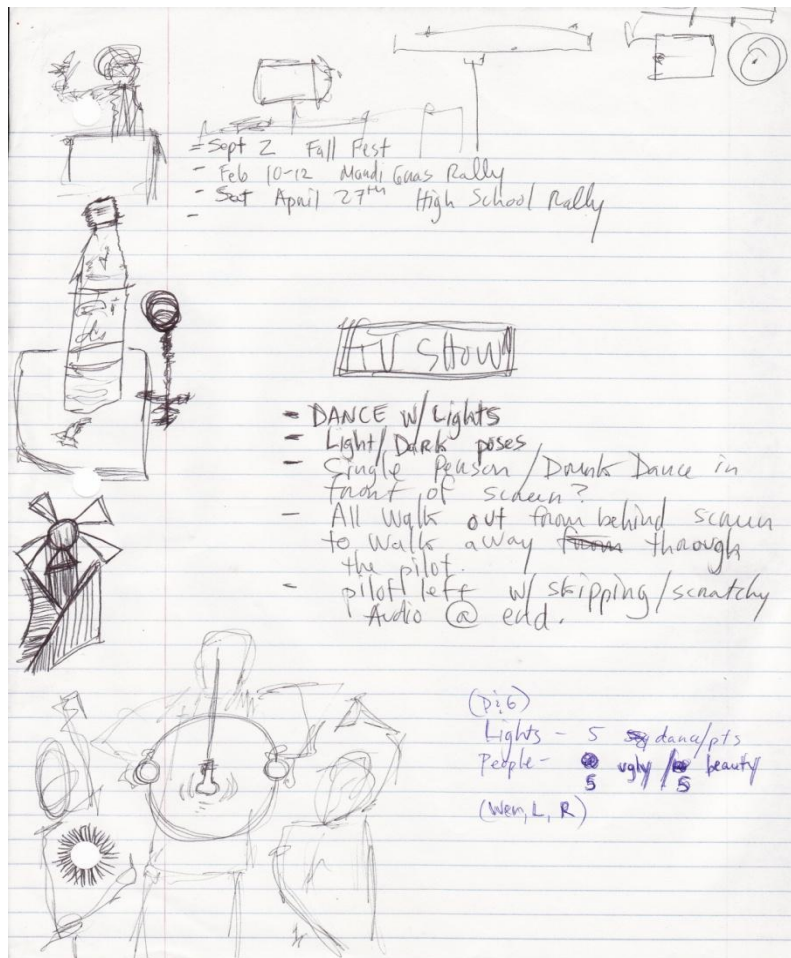 - Sept 2 Fall Fest
- Feb 10-12 Mardi Gras Rally
- Sat April 27th High School Rally
-
TV SHOW
- DANCE w/ Lights
- Light/Dark poses
- Single Person / Drunk Dance in
front of screen?
- All Walk out from behind screen
to walk away from through
the pilot.
- pilot left w/ skipping/scratchy
Audio @ end.
Lights - 5 dance/pts
People - ugly / beauty
5 5
(Wen, L, R)